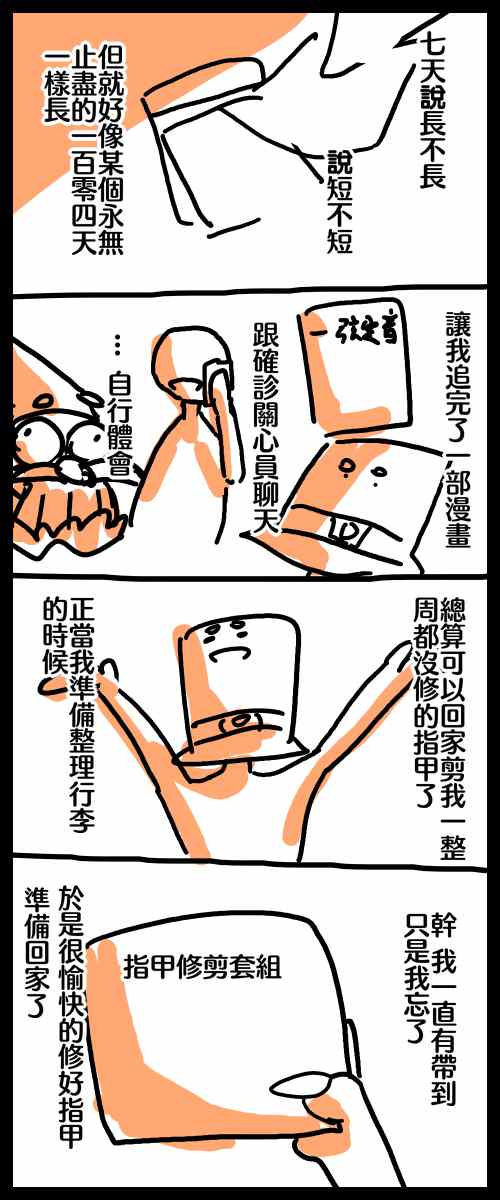 七天說長不長
說短不短
但就好像某個永無
止盡的一百零四天
一樣長
讓我追完了一部漫畫
跟確診關心員聊天
… 自行體會
總算可以回家剪我一整
周都沒修的指甲了
正當我準備整理行李
的時候
幹 我一直有帶到
只是我忘了
指甲修剪套組
於是很愉快的修好指甲
準備回家了